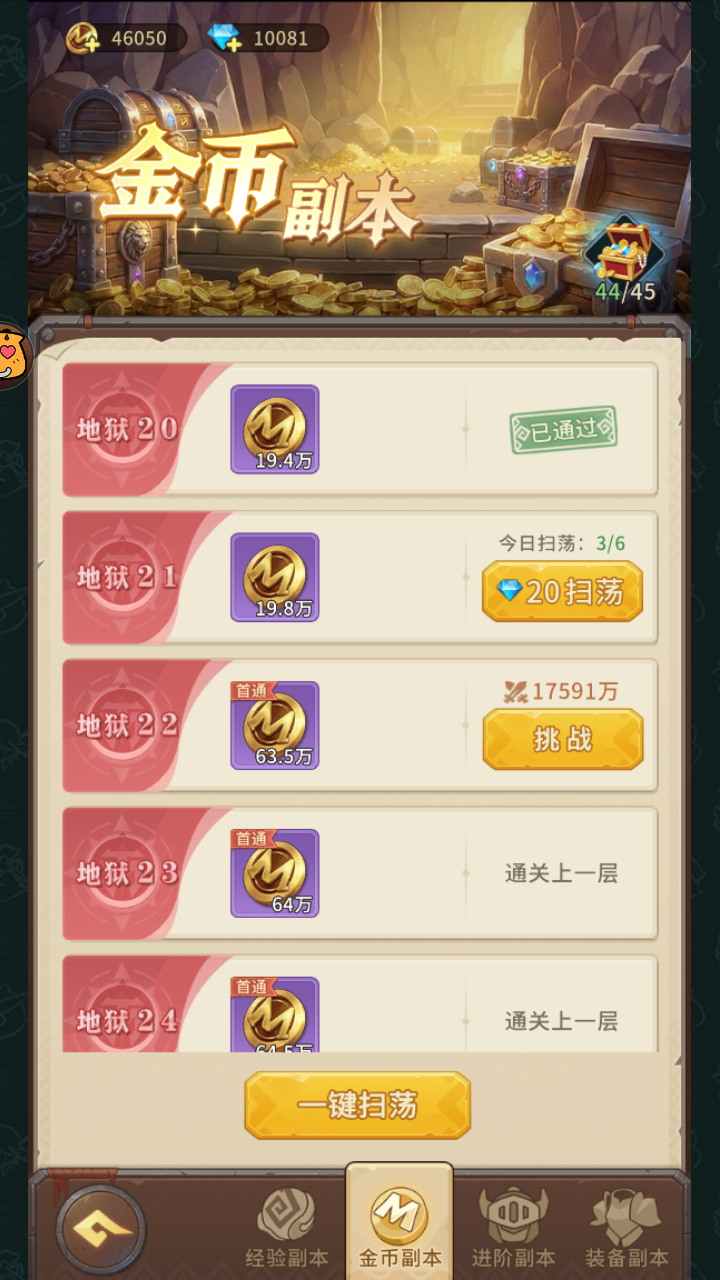 46050 10081
金币副本
44/45
地狱20
19.4万
已通过
地狱21
19.8万
今日扫荡：3/6
20扫荡
地狱22
首通
63.5万
17591万
挑战
地狱23
首通
64万
通关上一层
地狱24
首通
64.5万
通关上一层
一键扫荡
经验副本 金币副本 进阶副本 装备副本